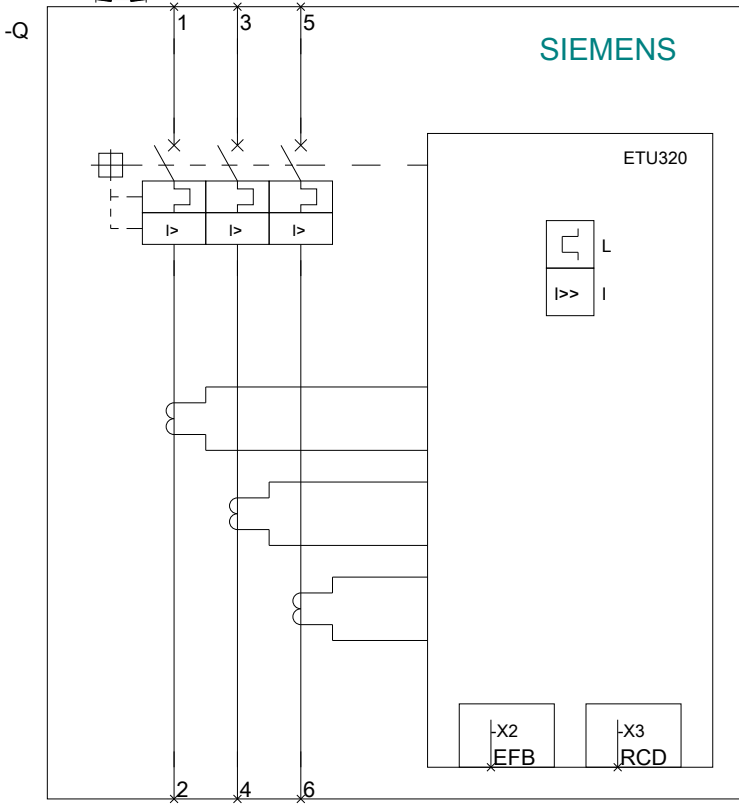 1 3 5
-Q
SIEMENS
ETU320
L
I> I> I>
I>> I
-X2 -X3
EFB RCD
2 4 6